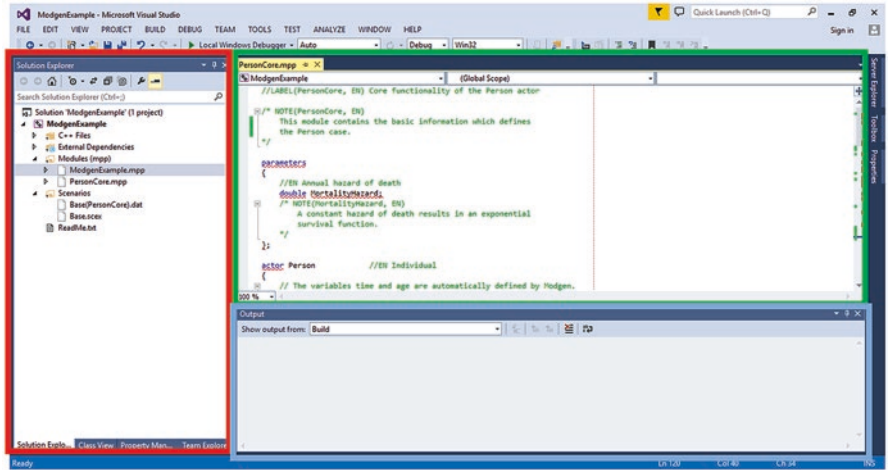 ModgenExample - Microsoft Visual Studio
Quick Launch (Ctrl+Q)
FILE EDIT VIEW PROJECT BUILD DEBUG TEAM TOOLS TEST ANALYZE WINDOW HELP
Sign in
Local Windows Debugger Auto Debug Win32
Solution Explorer
Search Solution Explorer (Ctrl+;)
Solution 'ModgenExample' (1 project)
ModgenExample
C++ Files
External Dependencies
Modules (mpp)
ModgenExample.mpp
PersonCore.mpp
Scenarios
Base(PersonCore).dat
Base.scex
ReadMe.txt
Solution Explo... Class View Property Man... Team Explore
PersonCore.mpp
ModgenExample (Global Scope)
//LABEL(PersonCore, EN) Core functionality of the Person actor
/* NOTE(PersonCore, EN)
This module contains the basic information which defines
the Person case.
*/
parameters
{
//EN Annual hazard of death
double MortalityHazard;
/* NOTE(MortalityHazard, EN)
A constant hazard of death results in an exponential
survival function.
*/
};
actor Person //EN Individual
{
// The variables time and age are automatically defined by Modgen.
100 %
Output
Show output from: Build
Server Explorer
Toolbox
Properties
Ready Ln 120 Col 40 Ch 34 INS